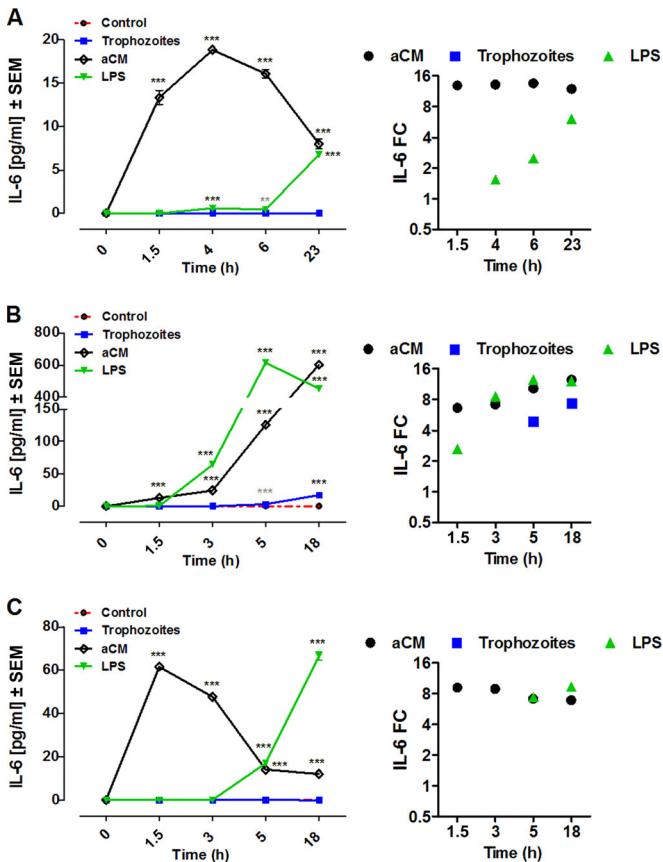 A
Control
Trophozoites
aCM
LPS
IL-6 [pg/ml] ± SEM
20
15
10
5
0
***
***
***
***
***
***
**
0
1.5
4
6
23
Time (h)
aCM Trophozoites LPS
IL-6 FC
16
8
4
2
1
0.5
1.5 4 6 23
Time (h)
B
Control
Trophozoites
aCM
LPS
IL-6 [pg/ml] ± SEM
800
600
400
150
100
50
0
***
***
***
***
***
***
***
***
***
0
1.5
3
5
18
Time (h)
aCM Trophozoites LPS
IL-6 FC
16
8
4
2
1
0.5
1.5 3 5 18
Time (h)
C
Control
Trophozoites
aCM
LPS
IL-6 [pg/ml] ± SEM
80
60
40
20
0
***
***
***
***
***
***
0
1.5
3
5
18
Time (h)
aCM Trophozoites LPS
IL-6 FC
16
8
4
2
1
0.5
1.5 3 5 18
Time (h)